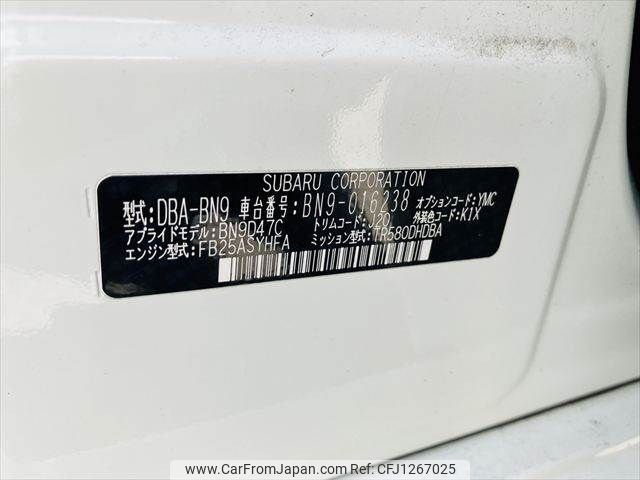 SUBARU CORPORATION
型式:DBA-BN9 車台番号:BN9-016238 オプションコード:YMC
アプライドモデル:BN9D47C トリムコード:J20 外装色コード:K1X
エンジン型式:FB25ASYHFA ミッション型式:TR580DHDBA
www.CarFromJapan.com - CFJ1267025